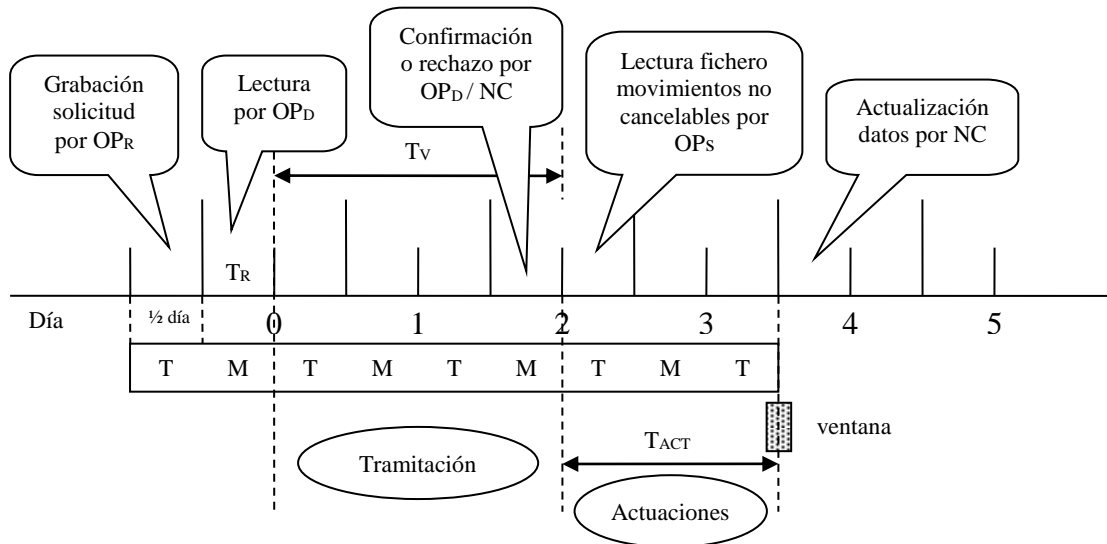 Grabación
solicitud
por OPR
Lectura
por OPD
Confirmación
o rechazo por
OPD / NC
Lectura fichero
movimientos no
cancelables por
OPs
Actualización
datos por NC
TV
TR
Día
½ día
0
1
2
3
4
5
T M T M T M T M T
ventana
TACT
Tramitación
Actuaciones